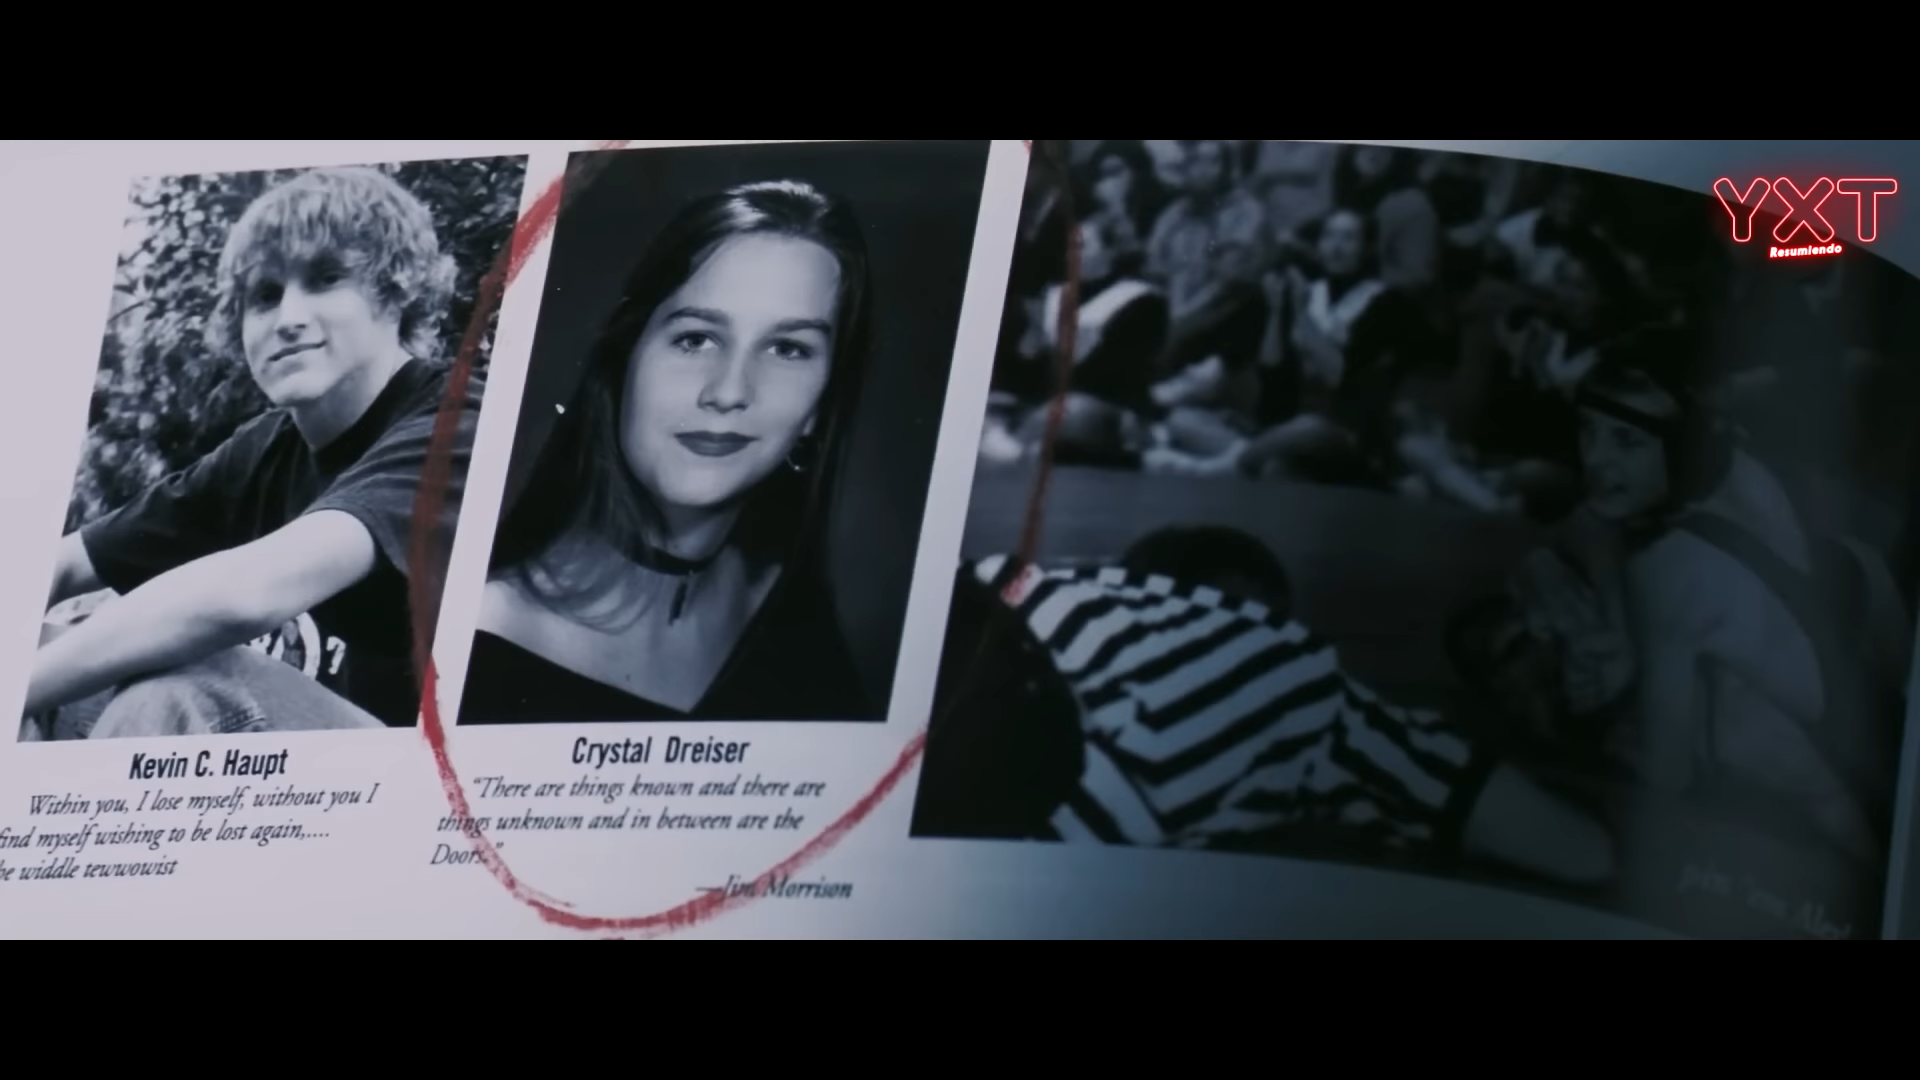 YXT
Resumiendo
Kevin C. Haupt
Within you, I lose myself, without you I
find myself wishing to be lost again,....
he widdle tewwowist
Crystal Dreiser
"There are things known and there are
things unknown and in between are the
Doors."
—Jim Morrison